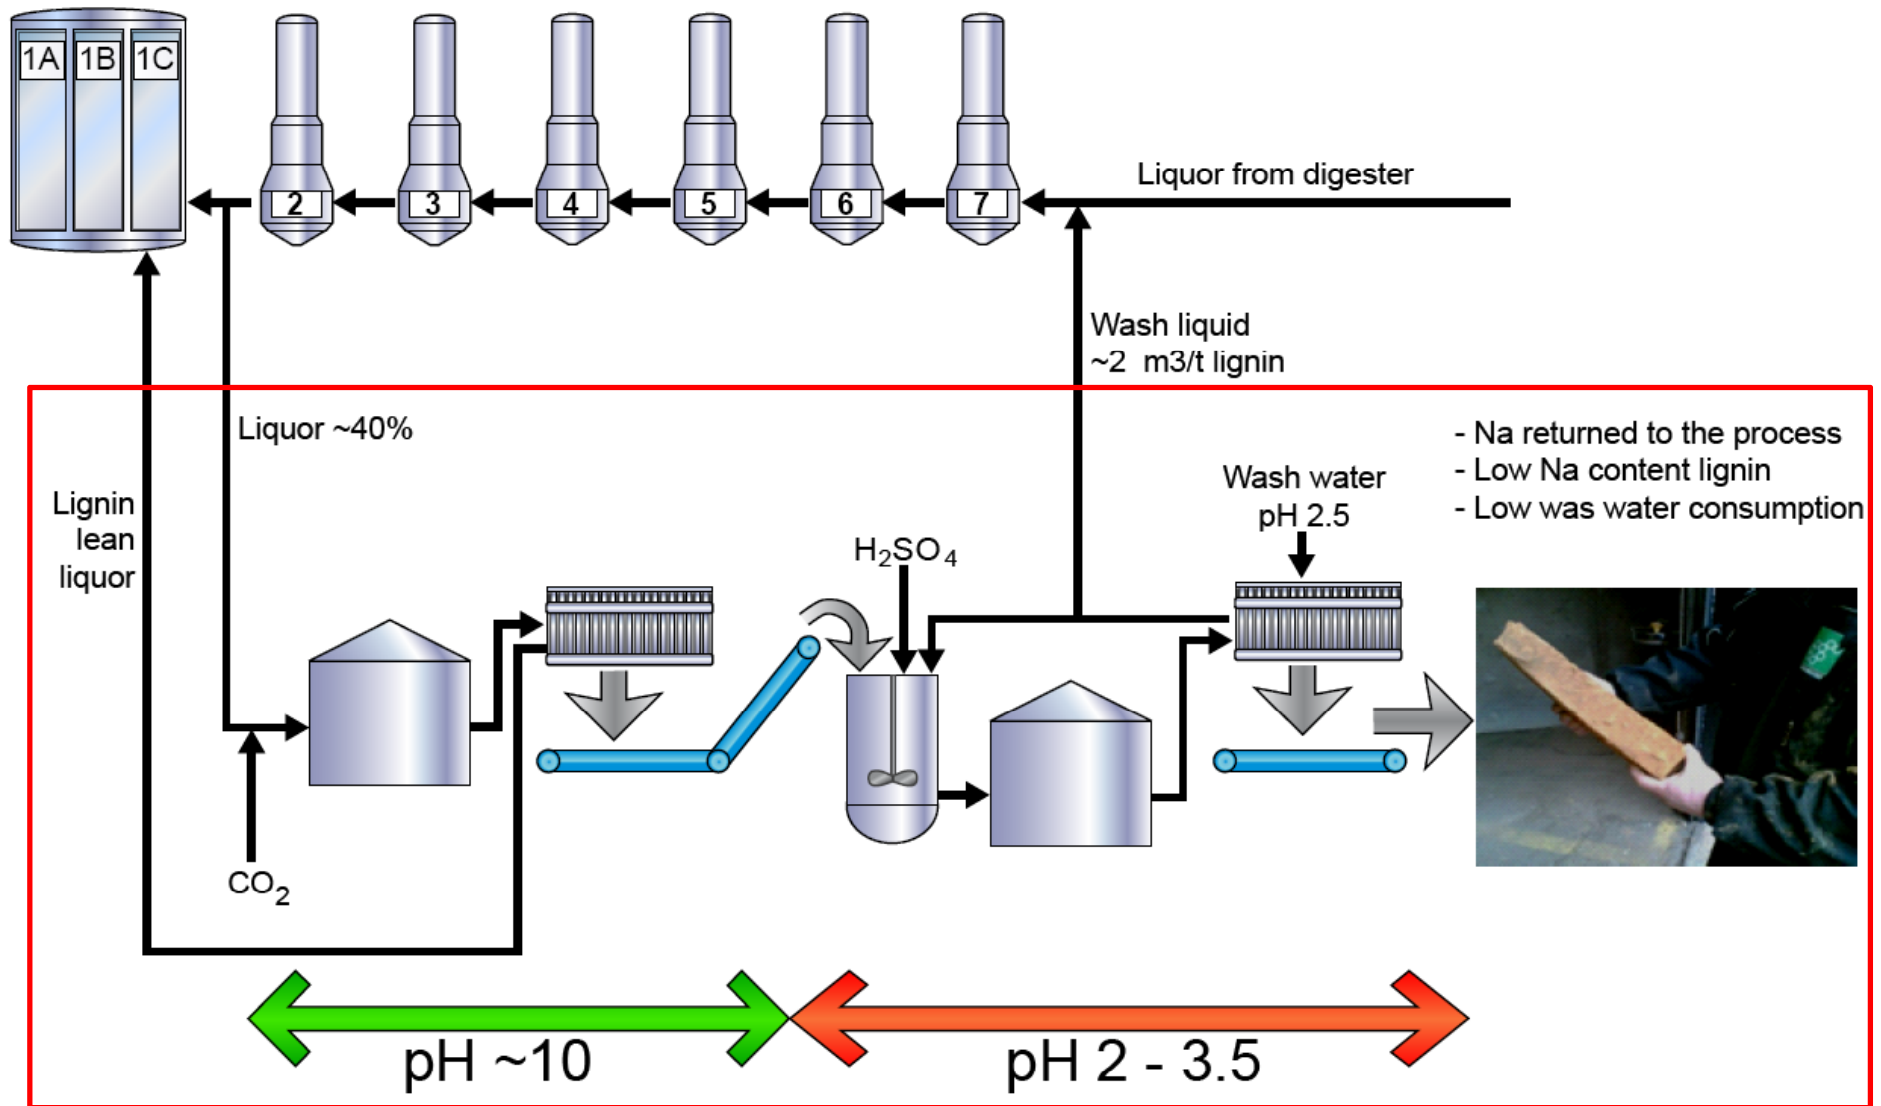 1A 1B 1C
2 3 4 5 6 7
Liquor from digester
Wash liquid
~2 m3/t lignin
Liquor ~40%
- Na returned to the process
- Low Na content lignin
- Low was water consumption
Wash water
pH 2.5
Lignin
lean
liquor
H₂SO₄
CO₂
pH ~10
pH 2 - 3.5